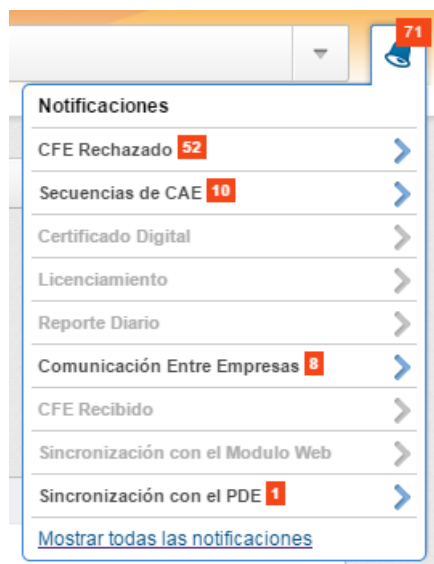 71
Notificaciones
CFE Rechazado 52
Secuencias de CAE 10
Certificado Digital
Licenciamiento
Reporte Diario
Comunicación Entre Empresas 8
CFE Recibido
Sincronización con el Modulo Web
Sincronización con el PDE 1
Mostrar todas las notificaciones